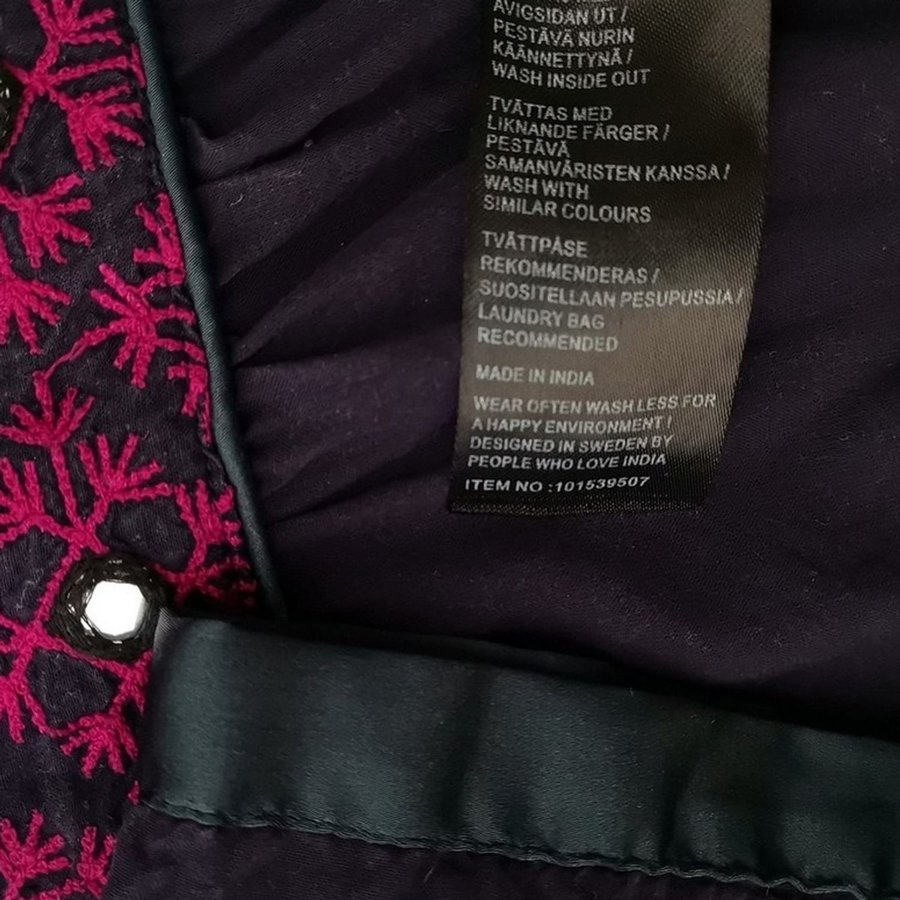 AVIGSIDAN UT /
PESTÄVÄ NURIN
KÄÄNNETTYNÄ /
WASH INSIDE OUT
TVÄTTAS MED
LIKNANDE FÄRGER /
PESTÄVÄ
SAMANVÄRISTEN KANSSA /
WASH WITH
SIMILAR COLOURS
TVÄTTPÅSE
REKOMMENDERAS /
SUOSITELLAAN PESUPUSSIA /
LAUNDRY BAG
RECOMMENDED
MADE IN INDIA
WEAR OFTEN WASH LESS FOR
A HAPPY ENVIRONMENT !
DESIGNED IN SWEDEN BY
PEOPLE WHO LOVE INDIA
ITEM NO :101539507